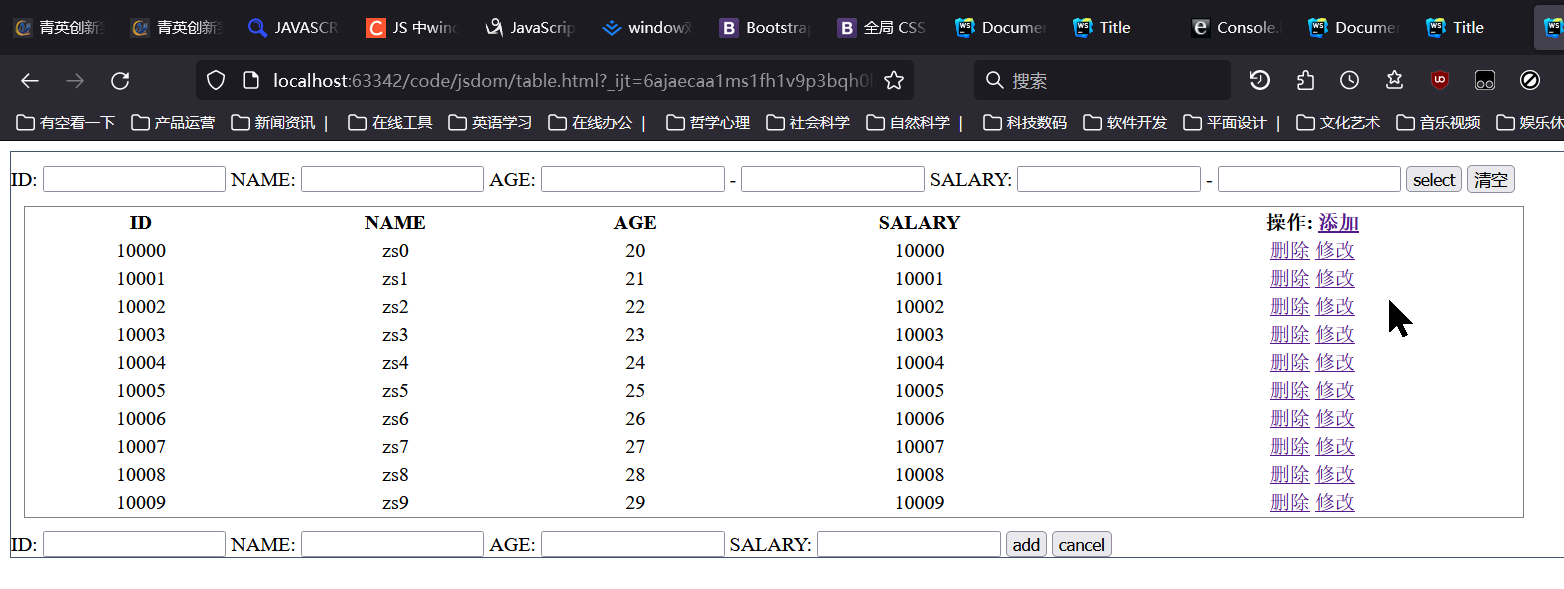 青英创新 青英创新 JAVASCR JS 中win JavaScrip window对 Bootstrap 全局 CSS Documen Title Console. Documen Title
localhost:63342/code/jsdom/table.html?_ijt=6ajaecaa1ms1fh1v9p3bqh0 搜索
有空看一下 产品运营 新闻资讯 | 在线工具 英语学习 在线办公 | 哲学心理 社会科学 自然科学 | 科技数码 软件开发 平面设计 | 文化艺术 音乐视频 娱乐休
ID: NAME: AGE: - SALARY: - select 清空
ID NAME AGE SALARY 操作: 添加
10000 zs0 20 10000 删除 修改
10001 zs1 21 10001 删除 修改
10002 zs2 22 10002 删除 修改
10003 zs3 23 10003 删除 修改
10004 zs4 24 10004 删除 修改
10005 zs5 25 10005 删除 修改
10006 zs6 26 10006 删除 修改
10007 zs7 27 10007 删除 修改
10008 zs8 28 10008 删除 修改
10009 zs9 29 10009 删除 修改
ID: NAME: AGE: SALARY: add cancel